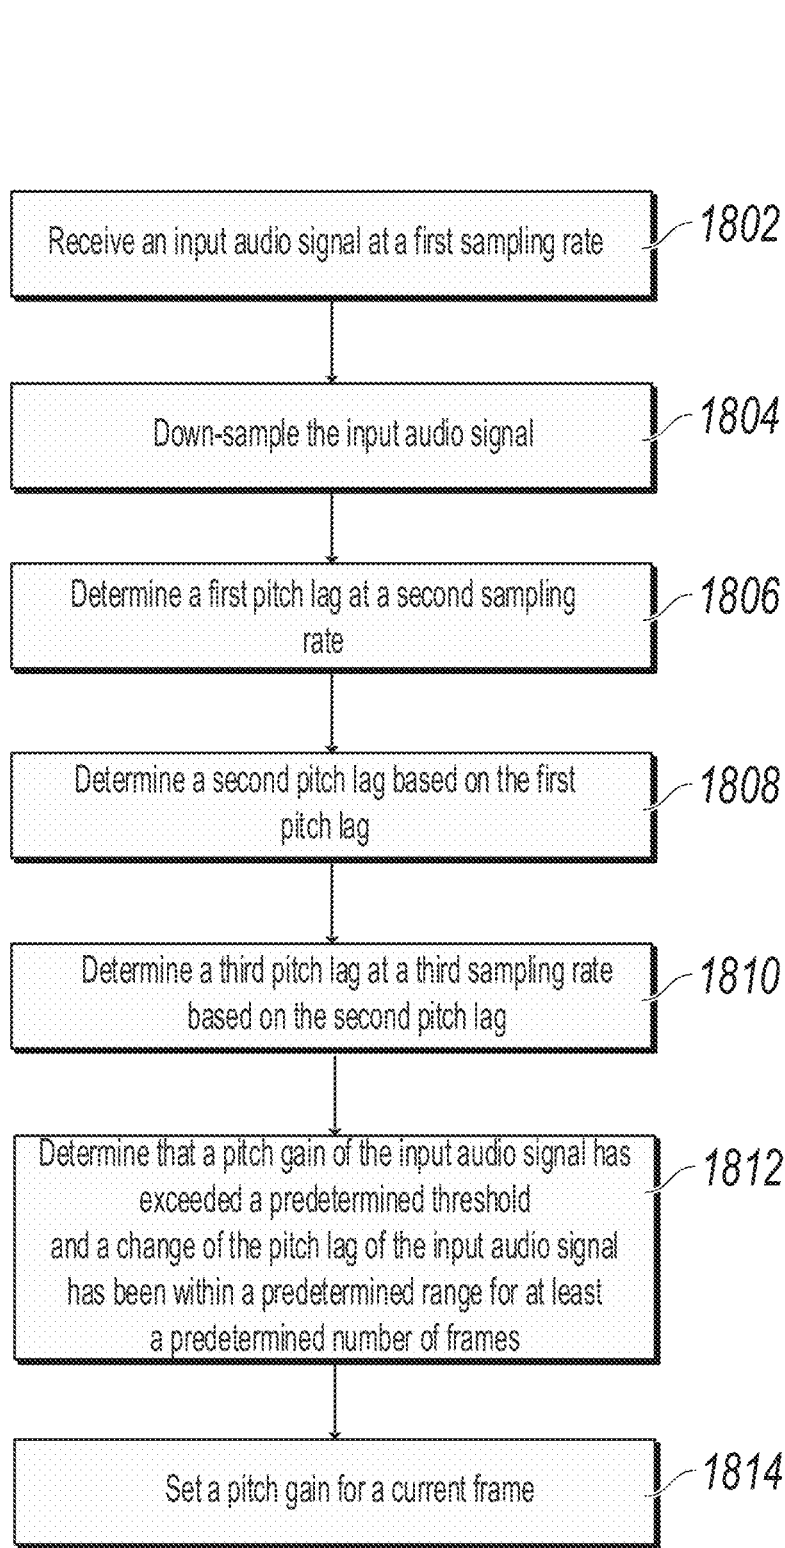 Receive an input audio signal at a first sampling rate
1802
Down-sample the input audio signal
1804
Determine a first pitch lag at a second sampling
rate
1806
Determine a second pitch lag based on the first
pitch lag
1808
Determine a third pitch lag at a third sampling rate
based on the second pitch lag
1810
Determine that a pitch gain of the input audio signal has
exceeded a predetermined threshold
and a change of the pitch lag of the input audio signal
has been within a predetermined range for at least
a predetermined number of frames
1812
Set a pitch gain for a current frame
1814